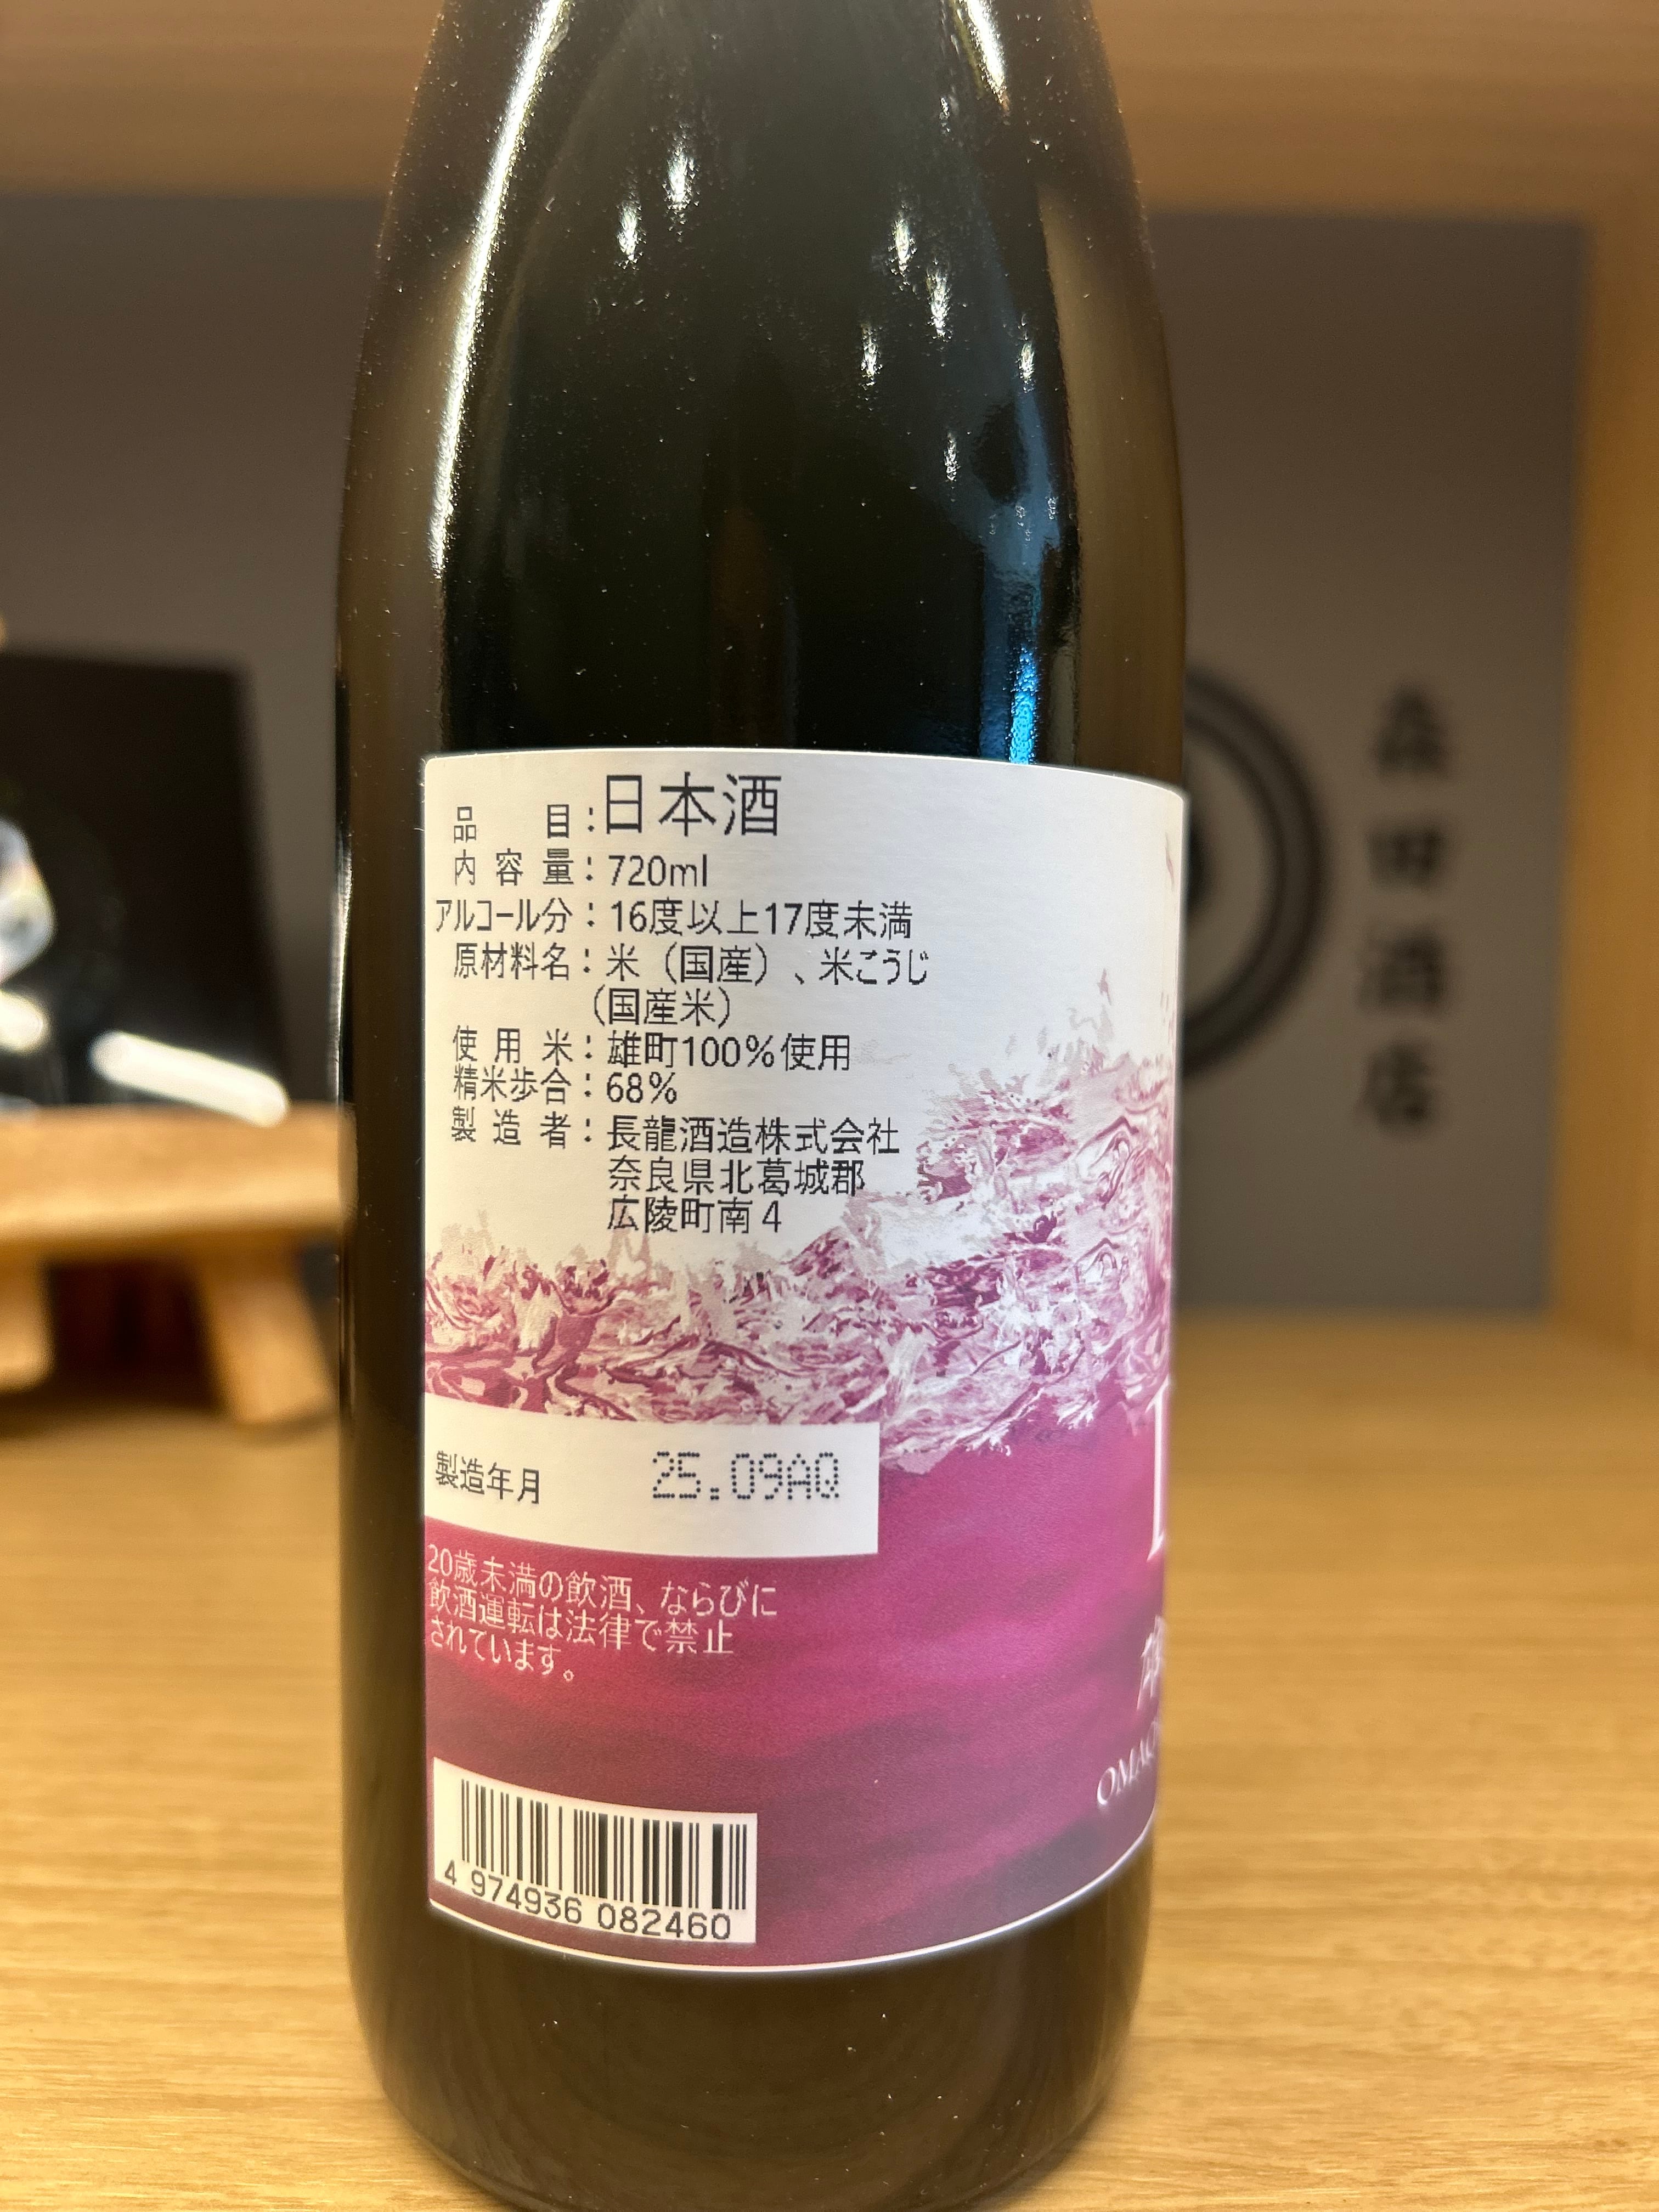 品目:日本酒
内容量:720ml
アルコール分:16度以上17度未満
原材料名:米（国産）、米こうじ
（国産米）
使用米:雄町100%使用
精米歩合:68%
製造者:長龍酒造株式会社
奈良県北葛城郡
広陵町南4
製造年月 25.09AQ
20歳未満の飲酒、ならびに
飲酒運転は法律で禁止
されています。
4 974936 082460
雄
OMAC
酒店